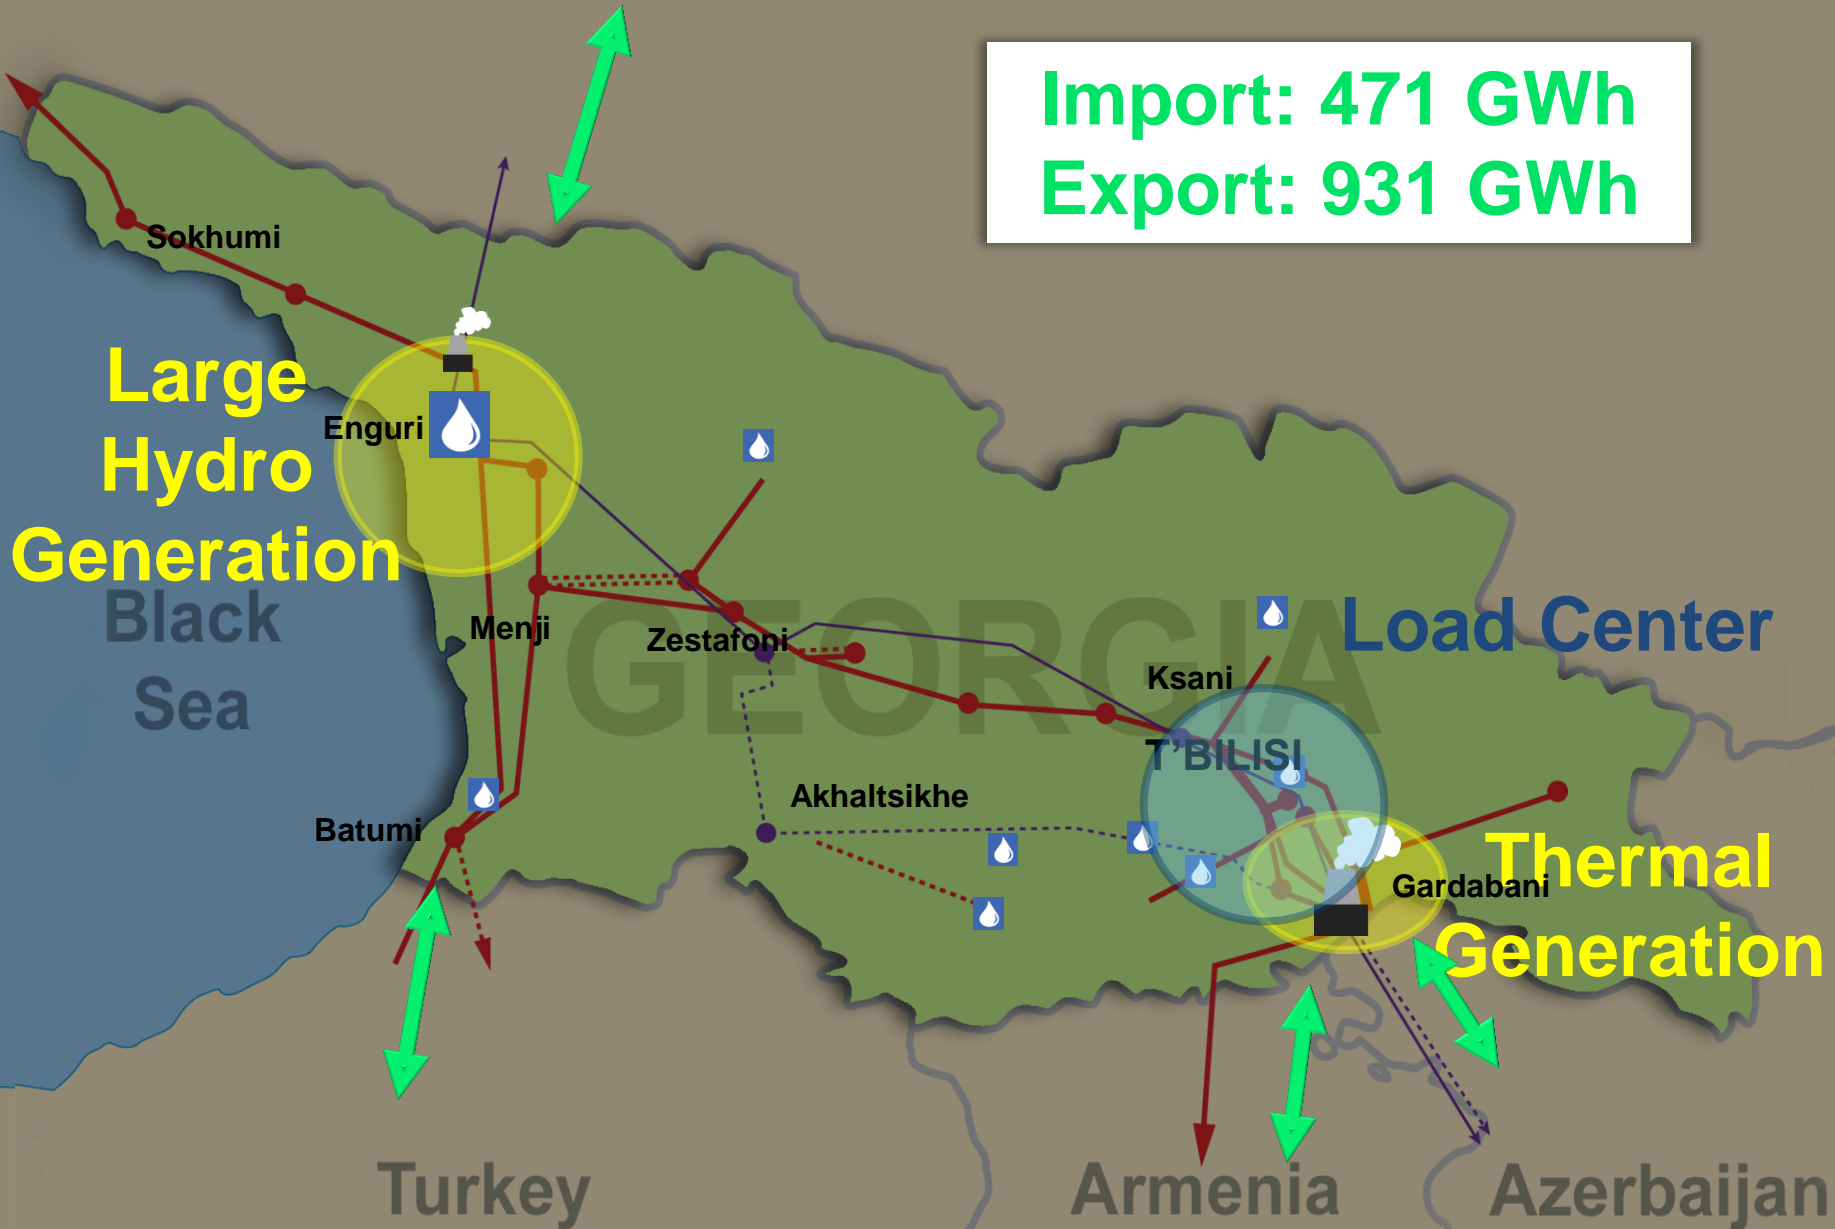 Import: 471 GWh
Export: 931 GWh
Sokhumi
Large
Hydro
Generation
Enguri
Black
Sea
Menji
Zestafoni
GEORGIA
Load Center
Ksani
T'BILISI
Akhaltsikhe
Batumi
Thermal
Generation
Gardabani
Turkey
Armenia
Azerbaijan